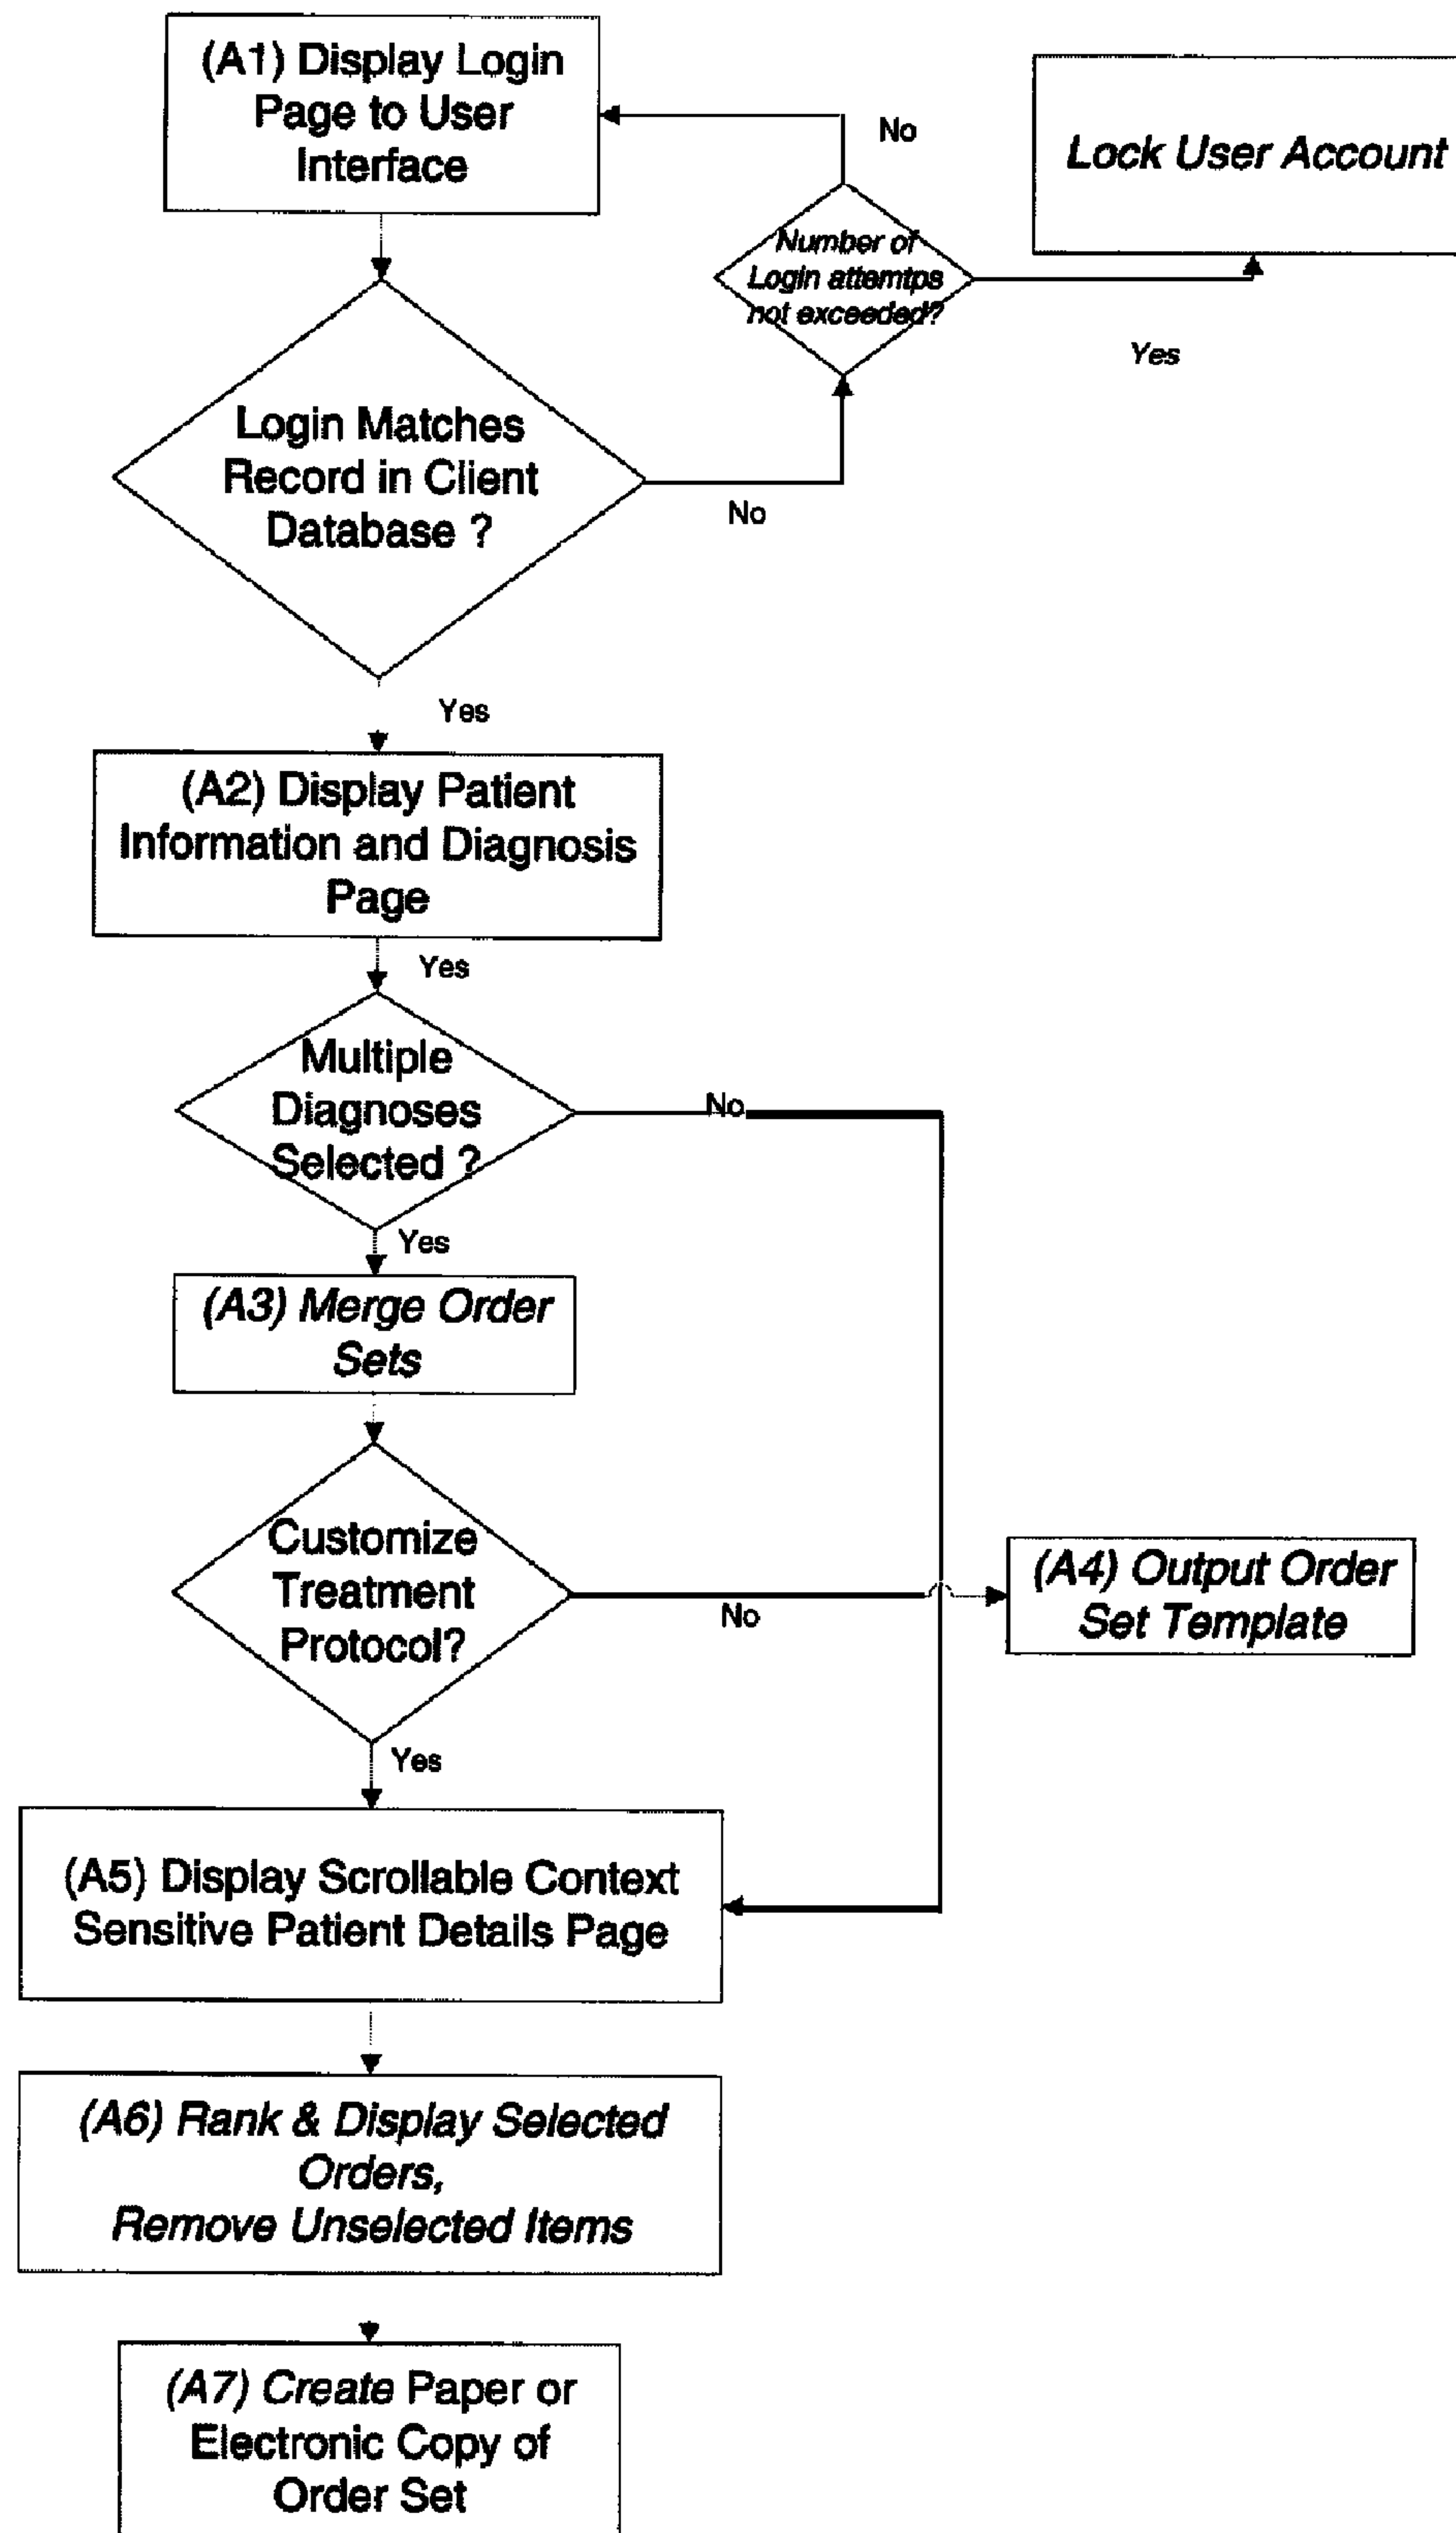 (A1) Display Login
Page to User
Interface
No
Lock User Account
Number of
Login attemtps
not exceeded?
Yes
Login Matches
Record in Client
Database ?
No
Yes
(A2) Display Patient
Information and Diagnosis
Page
Yes
Multiple
Diagnoses
Selected ?
No
Yes
(A3) Merge Order
Sets
Customize
Treatment
Protocol?
No
(A4) Output Order
Set Template
Yes
(A5) Display Scrollable Context
Sensitive Patient Details Page
(A6) Rank & Display Selected
Orders,
Remove Unselected Items
(A7) Create Paper or
Electronic Copy of
Order Set